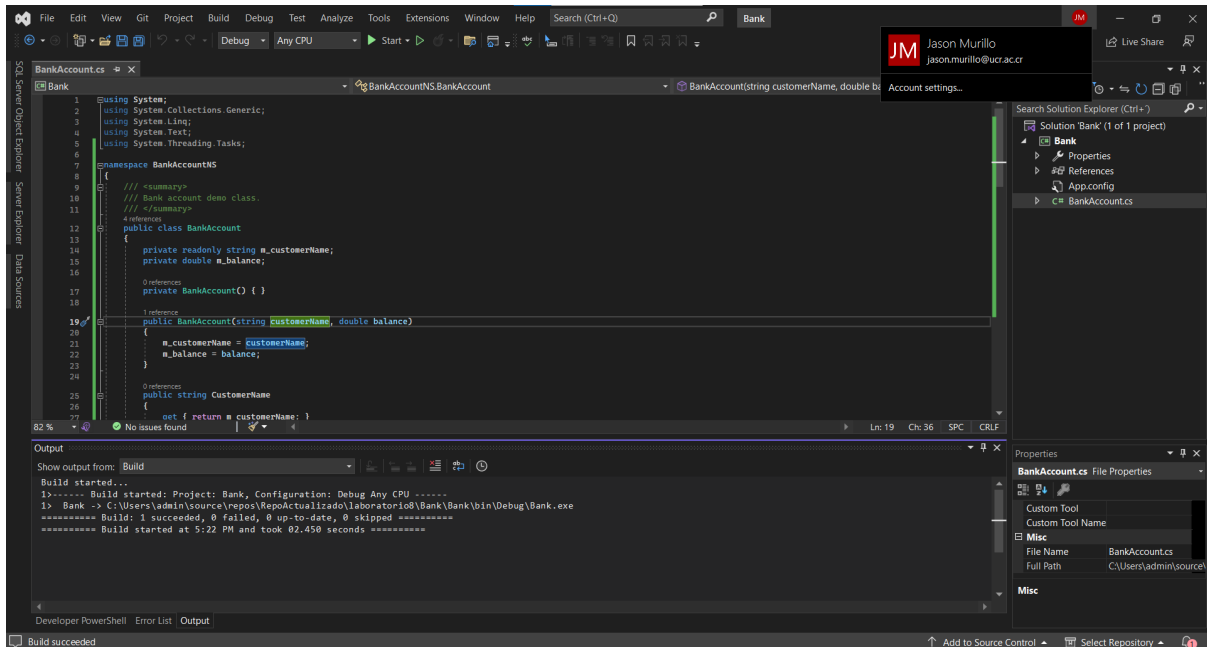 File Edit View Git Project Build Debug Test Analyze Tools Extensions Window Help Search (Ctrl+Q) Bank JM
Debug Any CPU Start Live Share
JM Jason Murillo
jason.murillo@ucr.ac.cr
Account settings...
SQL Server Object Explorer
Server Explorer
Data Sources
BankAccount.cs
Bank BankAccountNS.BankAccount BankAccount(string customerName, double ba
1 using System;
2 using System.Collections.Generic;
3 using System.Linq;
4 using System.Text;
5 using System.Threading.Tasks;
6
7 namespace BankAccountNS
8 {
9 /// <summary>
10 /// Bank account demo class.
11 /// </summary>
4 references
12 public class BankAccount
13 {
14 private readonly string m_customerName;
15 private double m_balance;
16
0 references
17 private BankAccount() { }
18
1 reference
19 public BankAccount(string customerName, double balance)
20 {
21 m_customerName = customerName;
22 m_balance = balance;
23 }
24
0 references
25 public string CustomerName
26 {
27 get { return m_customerName; }
82 % No issues found Ln: 19 Ch: 36 SPC CRLF
Output
Show output from: Build
Build started...
1>------ Build started: Project: Bank, Configuration: Debug Any CPU ------
1> Bank -> C:\Users\admin\source\repos\RepoActualizado\laboratorio8\Bank\Bank\bin\Debug\Bank.exe
========== Build: 1 succeeded, 0 failed, 0 up-to-date, 0 skipped ==========
========== Build started at 5:22 PM and took 02.450 seconds ==========
Developer PowerShell Error List Output
Search Solution Explorer (Ctrl+´)
Solution 'Bank' (1 of 1 project)
C# Bank
Properties
References
App.config
C# BankAccount.cs
Properties
BankAccount.cs File Properties
Custom Tool
Custom Tool Name
Misc
File Name BankAccount.cs
Full Path C:\Users\admin\source\
Misc
Build succeeded Add to Source Control Select Repository 1